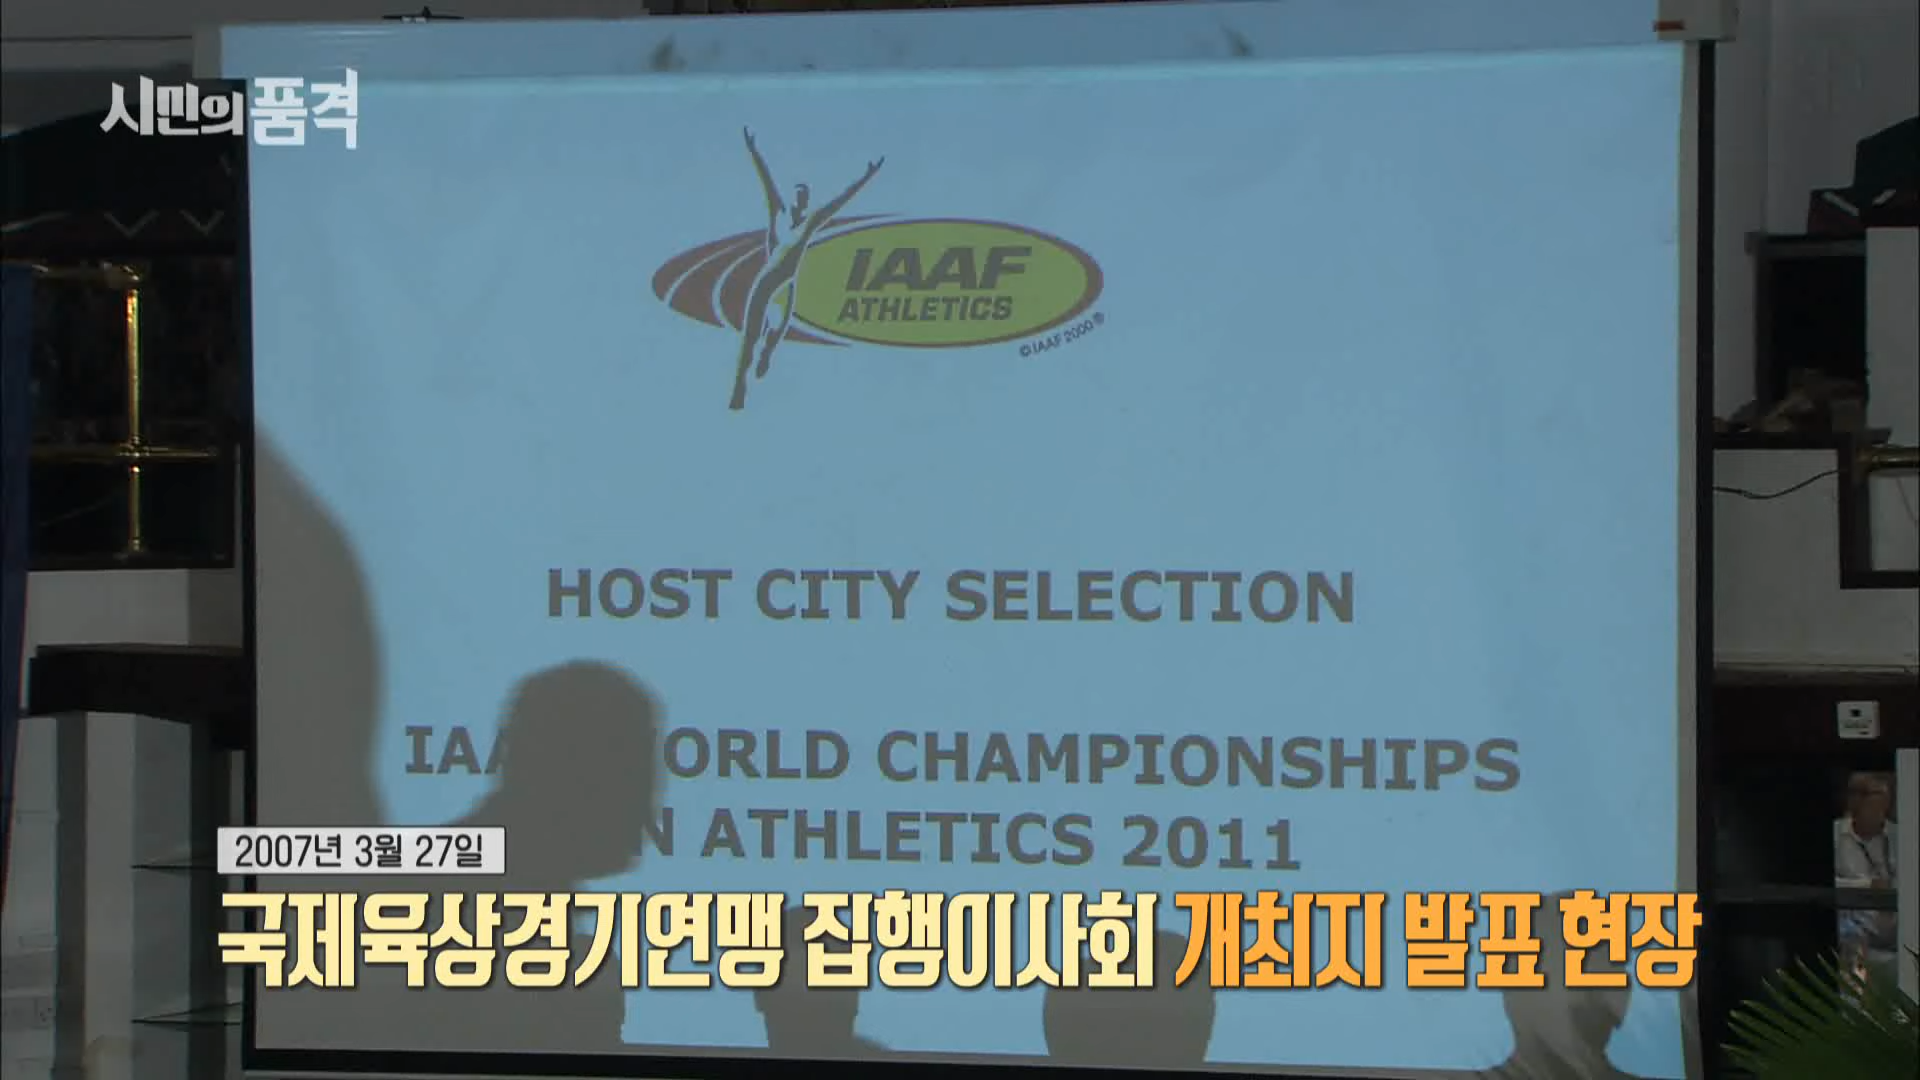 시민의 품격
IAAF
ATHLETICS
© IAAF 2000 ®
HOST CITY SELECTION
IAA ORLD CHAMPIONSHIPS
N ATHLETICS 2011
2007년 3월 27일
국제육상경기연맹 집행이사회 개최지 발표 현장